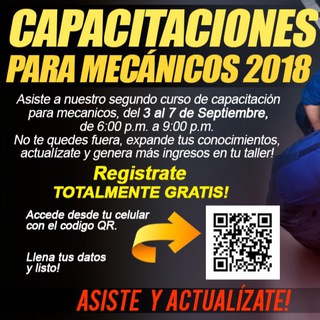 CAPACITACIONES
PARA MECÁNICOS 2018
Asiste a nuestro segundo curso de capacitación
para mecanicos, del 3 al 7 de Septiembre,
de 6:00 p.m. a 9:00 p.m.
No te quedes fuera, expande tus conocimientos,
actualízate y genera más ingresos en tu taller!
Registrate
TOTALMENTE GRATIS!
Accede desde tu celular
con el codigo QR.
Llena tus datos
y listo!
ASISTE Y ACTUALÍZATE!